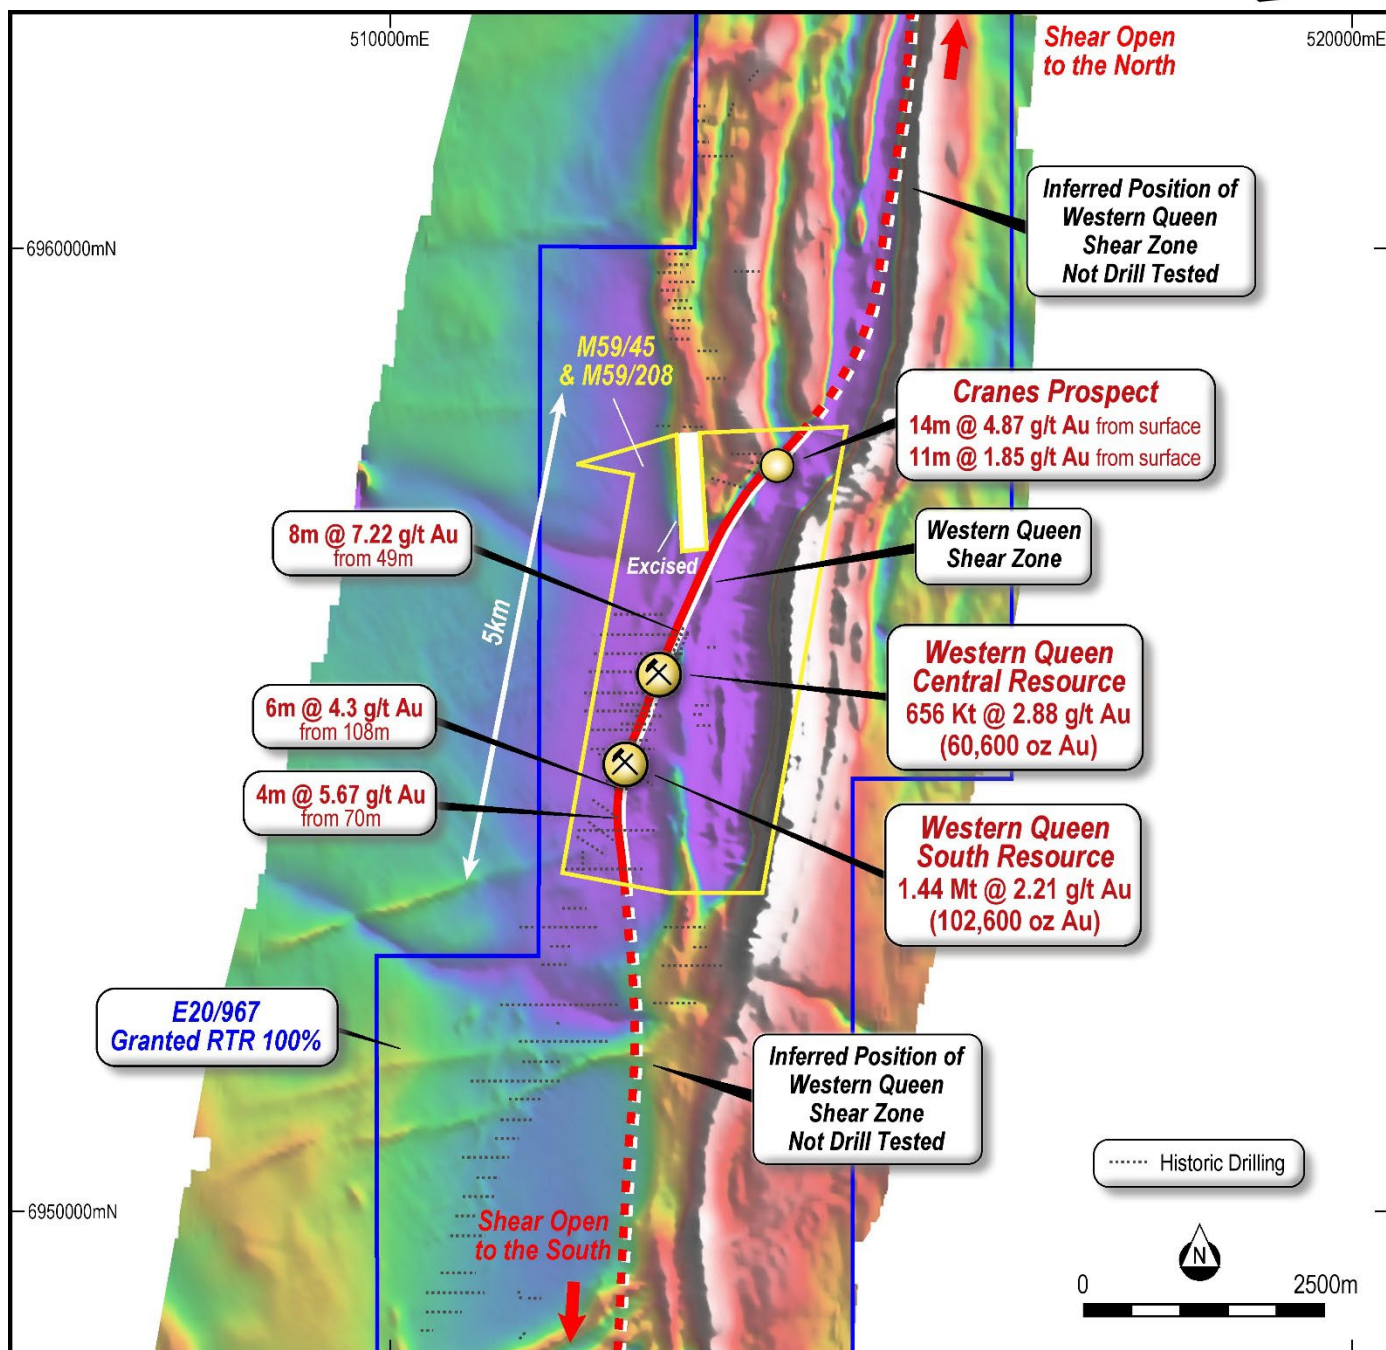 510000mE
520000mE
Shear Open
to the North
Inferred Position of
Western Queen
Shear Zone
Not Drill Tested
6960000mN
M59/45
& M59/208
Cranes Prospect
14m @ 4.87 g/t Au from surface
11m @ 1.85 g/t Au from surface
8m @ 7.22 g/t Au
from 49m
Excised
Western Queen
Shear Zone
5km
Western Queen
Central Resource
656 Kt @ 2.88 g/t Au
(60,600 oz Au)
6m @ 4.3 g/t Au
from 108m
4m @ 5.67 g/t Au
from 70m
Western Queen
South Resource
1.44 Mt @ 2.21 g/t Au
(102,600 oz Au)
E20/967
Granted RTR 100%
Inferred Position of
Western Queen
Shear Zone
Not Drill Tested
Historic Drilling
6950000mN
Shear Open
to the South
N
0
2500m